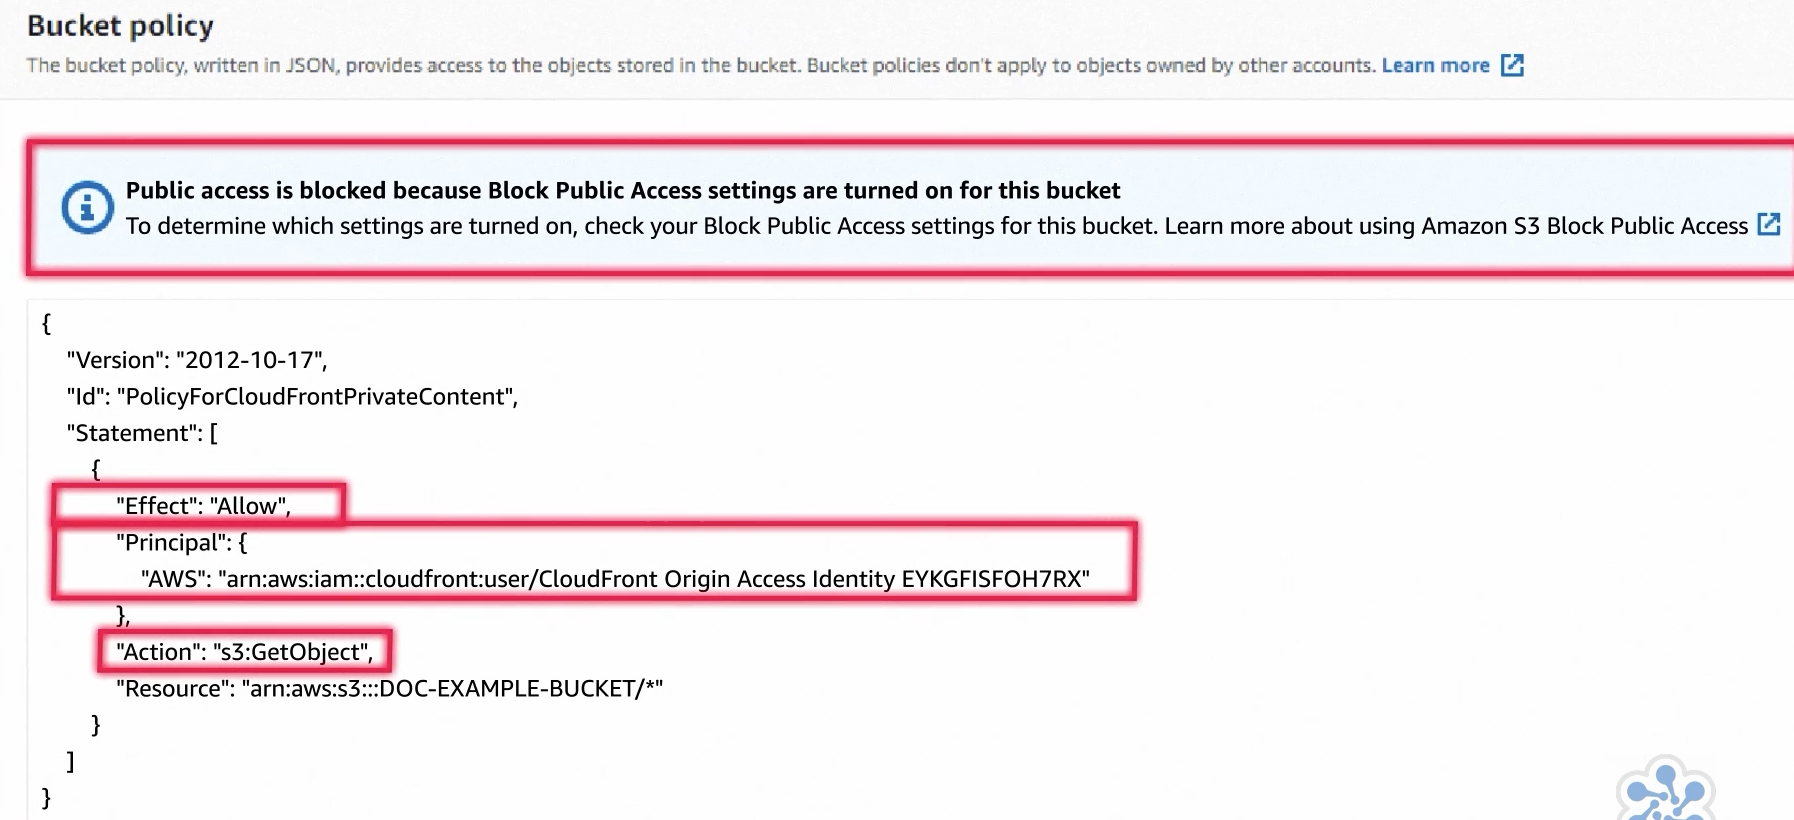 Bucket policy
The bucket policy, written in JSON, provides access to the objects stored in the bucket. Bucket policies don't apply to objects owned by other accounts. Learn more
Public access is blocked because Block Public Access settings are turned on for this bucket
To determine which settings are turned on, check your Block Public Access settings for this bucket. Learn more about using Amazon S3 Block Public Access
{
"Version": "2012-10-17",
"Id": "PolicyForCloudFrontPrivateContent",
"Statement": [
{
"Effect": "Allow",
"Principal": {
"AWS": "arn:aws:iam::cloudfront:user/CloudFront Origin Access Identity EYKGFISFOH7RX"
},
"Action": "s3:GetObject",
"Resource": "arn:aws:s3:::DOC-EXAMPLE-BUCKET/*"
}
]
}